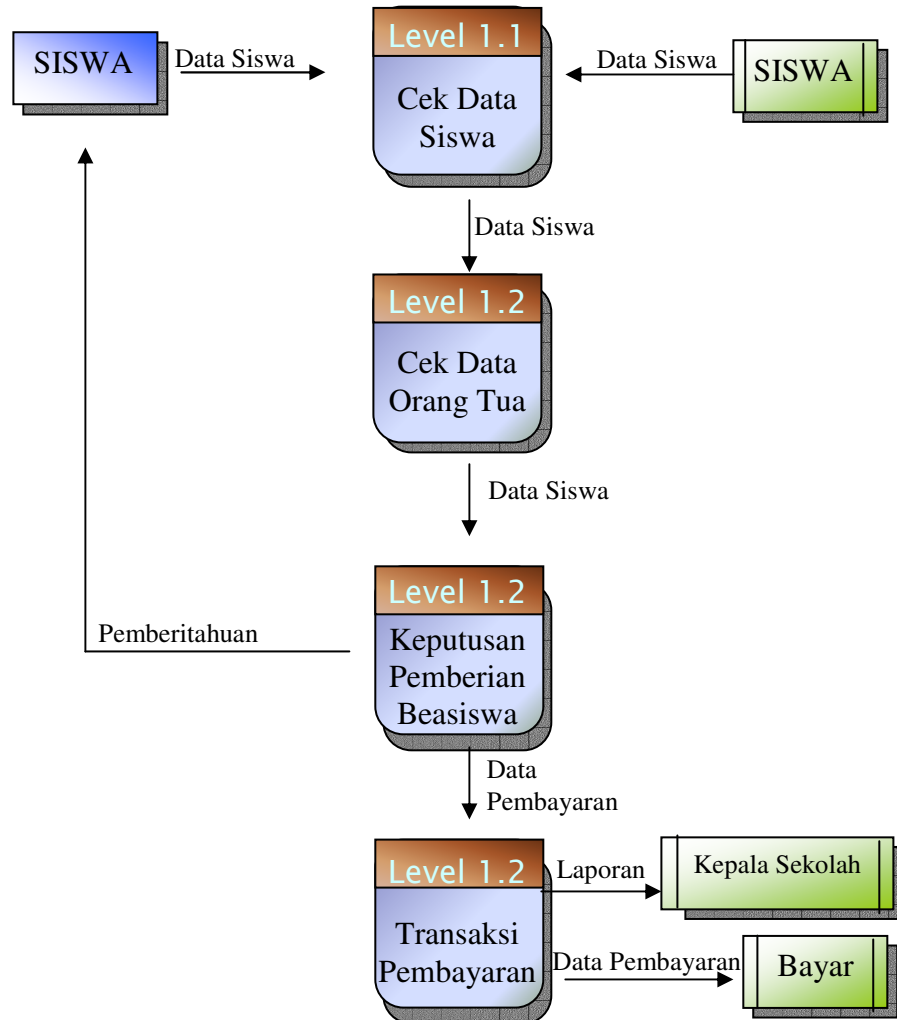 SISWA
Data Siswa
Level 1.1
Cek Data
Siswa
Data Siswa
SISWA
Data Siswa
Level 1.2
Cek Data
Orang Tua
Data Siswa
Level 1.2
Keputusan
Pemberian
Beasiswa
Pemberitahuan
Data
Pembayaran
Level 1.2
Transaksi
Pembayaran
Laporan
Kepala Sekolah
Data Pembayaran
Bayar